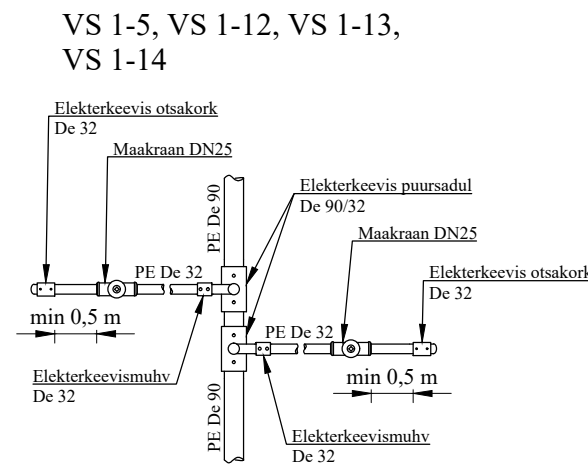 VS 1-5, VS 1-12, VS 1-13,
VS 1-14
Elekterkeevis otsakork
De 32
Maakraan DN25
PE De 90
Elekterkeevis puursadul
De 90/32
Maakraan DN25
Elekterkeevis otsakork
De 32
PE De 32
min 0,5 m
PE De 32
min 0,5 m
Elekterkeevismuhv
De 32
PE De 90
Elekterkeevismuhv
De 32